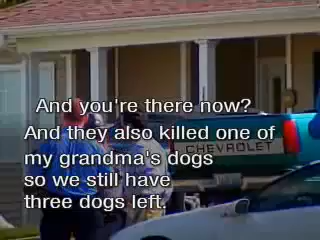 And you're there now?
And they also killed one of
my grandma's dogs
so we still have
three dogs left.
CHEVROLET